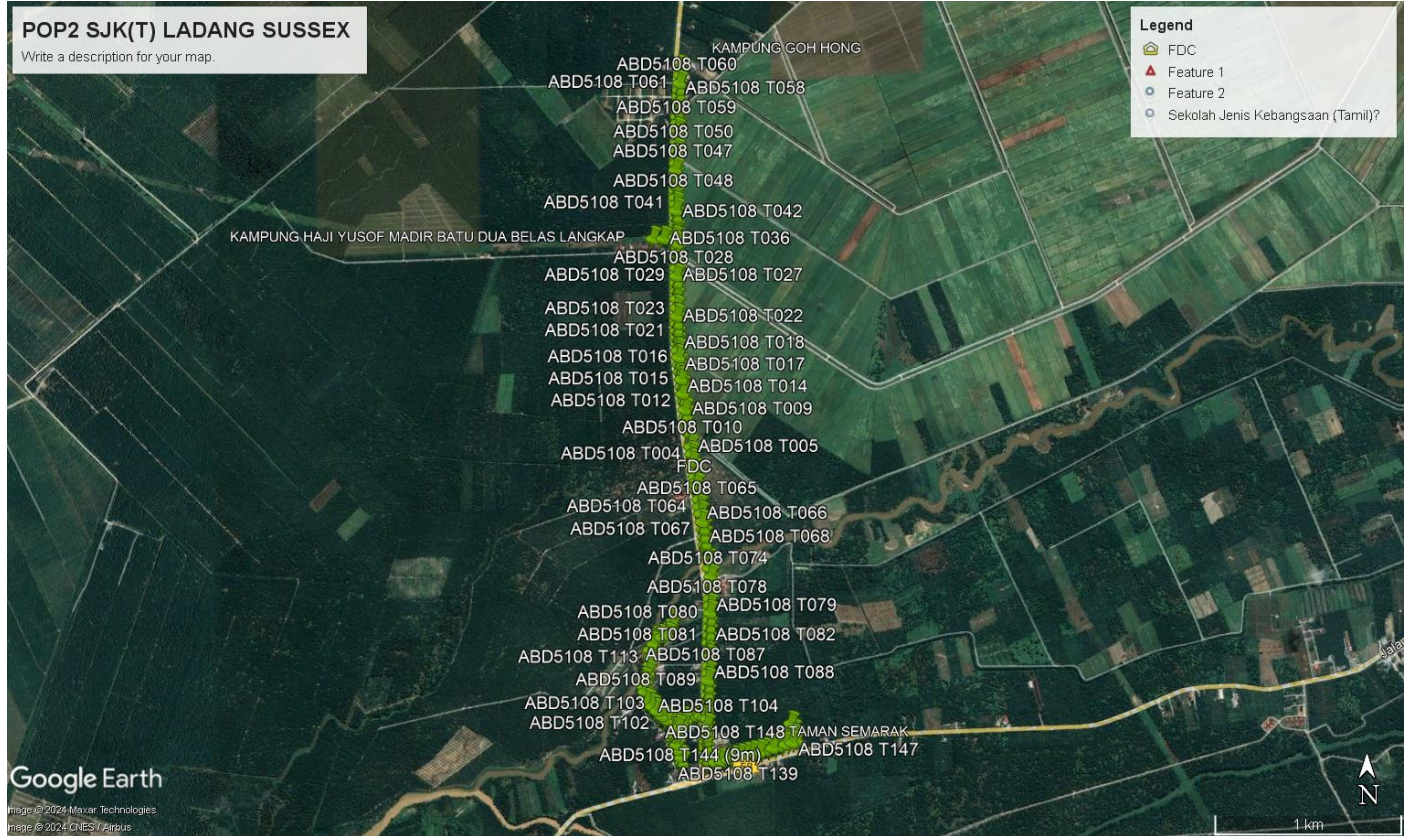 POP2 SJK(T) LADANG SUSSEX
Write a description for your map.
Legend
FDC
Feature 1
Feature 2
Sekolah Jenis Kebangsaan (Tamil)?
KAMPUNG GOH HONG
ABD5108 T060
ABD5108 T061
ABD5108 T058
ABD5108 T059
ABD5108 T050
ABD5108 T047
ABD5108 T048
ABD5108 T041
ABD5108 T042
KAMPUNG HAJI YUSOF MADIR BATU DUA BELAS LANGKAP
ABD5108 T036
ABD5108 T028
ABD5108 T029
ABD5108 T027
ABD5108 T023
ABD5108 T022
ABD5108 T021
ABD5108 T018
ABD5108 T016
ABD5108 T017
ABD5108 T015
ABD5108 T014
ABD5108 T012
ABD5108 T009
ABD5108 T010
ABD5108 T005
ABD5108 T004
FDC
ABD5108 T065
ABD5108 T064
ABD5108 T066
ABD5108 T067
ABD5108 T068
ABD5108 T074
ABD5108 T078
ABD5108 T079
ABD5108 T080
ABD5108 T081
ABD5108 T082
ABD5108 T113
ABD5108 T087
ABD5108 T088
ABD5108 T089
ABD5108 T103
ABD5108 T104
ABD5108 T102
ABD5108 T148
TAMAN SEMARAK
ABD5108 T147
ABD5108 T144 (9m)
ABD5108 T139
Google Earth
Image © 2024 Maxar Technologies
Image © 2024 CNES / Airbus
N
1 km